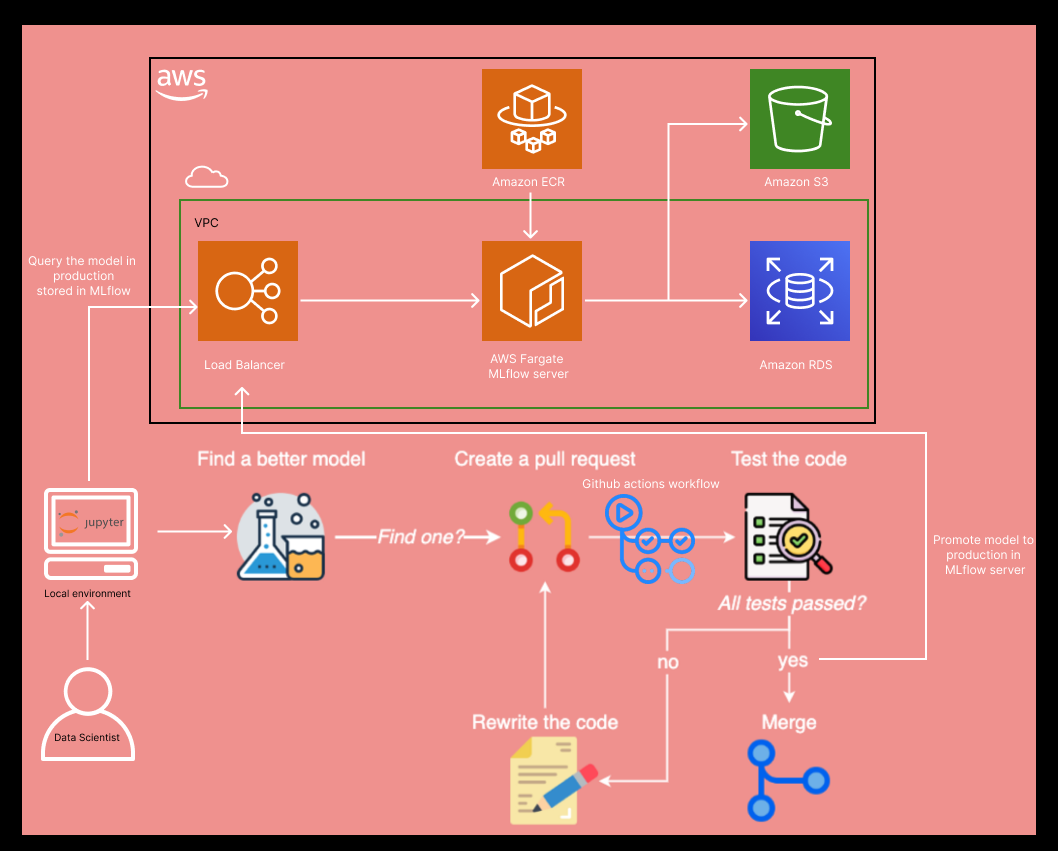 aws
Amazon ECR
Amazon S3
VPC
Query the model in
production
stored in MLflow
Load Balancer
AWS Fargate
MLflow server
Amazon RDS
Find a better model
Create a pull request
Test the code
Github actions workflow
jupyter
Find one?
Promote model to
production in
MLflow server
Local environment
All tests passed?
no
yes
Rewrite the code
Merge
Data Scientist